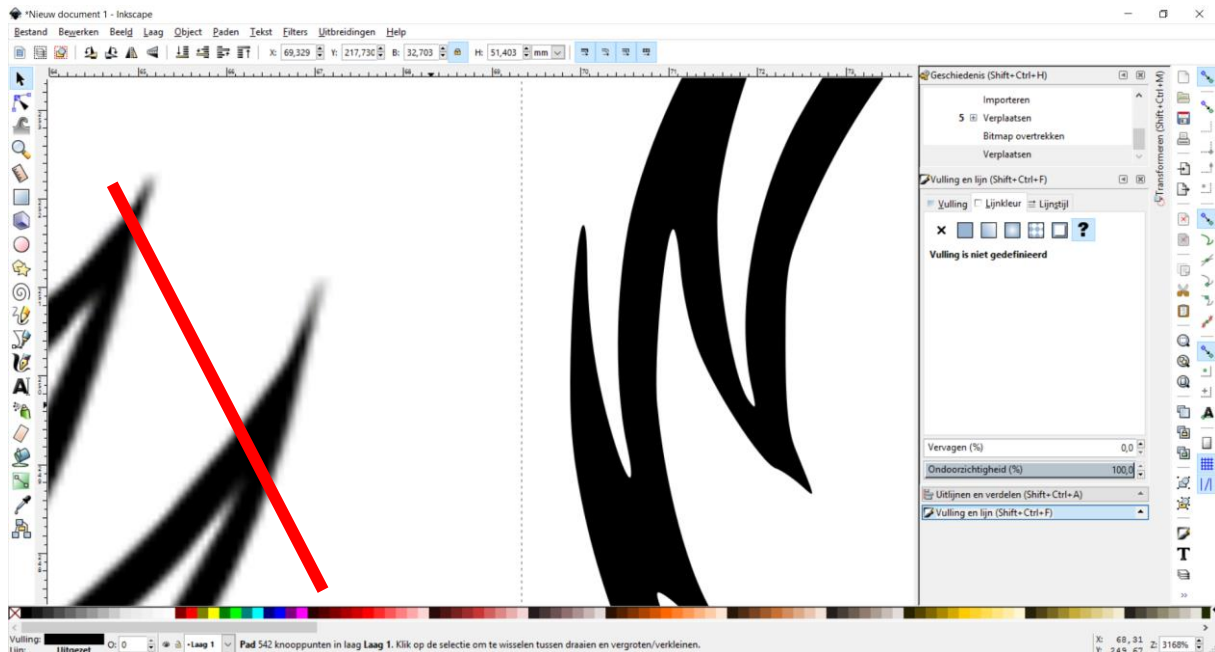 *Nieuw document 1 - Inkscape
Bestand Bewerken Beeld Laag Object Paden Tekst Filters Uitbreidingen Help
X: 69,329 Y: 217,730 B: 32,703 H: 51,403 mm
Geschiedenis (Shift+Ctrl+H)
Importeren
5 Verplaatsen
Bitmap overtrekken
Verplaatsen
Transformeren (Shift+Ctrl+M)
Vulling en lijn (Shift+Ctrl+F)
Vulling Lijnkleur Lijnstijl
Vulling is niet gedefinieerd
Vervagen (%) 0,0
Ondoorzichtigheid (%) 100,0
Uitlijnen en verdelen (Shift+Ctrl+A)
Vulling en lijn (Shift+Ctrl+F)
Vulling:
Lijn: Uitgezet
O: 0
Laag 1
Pad 542 knooppunten in laag Laag 1. Klik op de selectie om te wisselen tussen draaien en vergroten/verkleinen.
X: 68,31
Y: 249,67
Z: 3168%